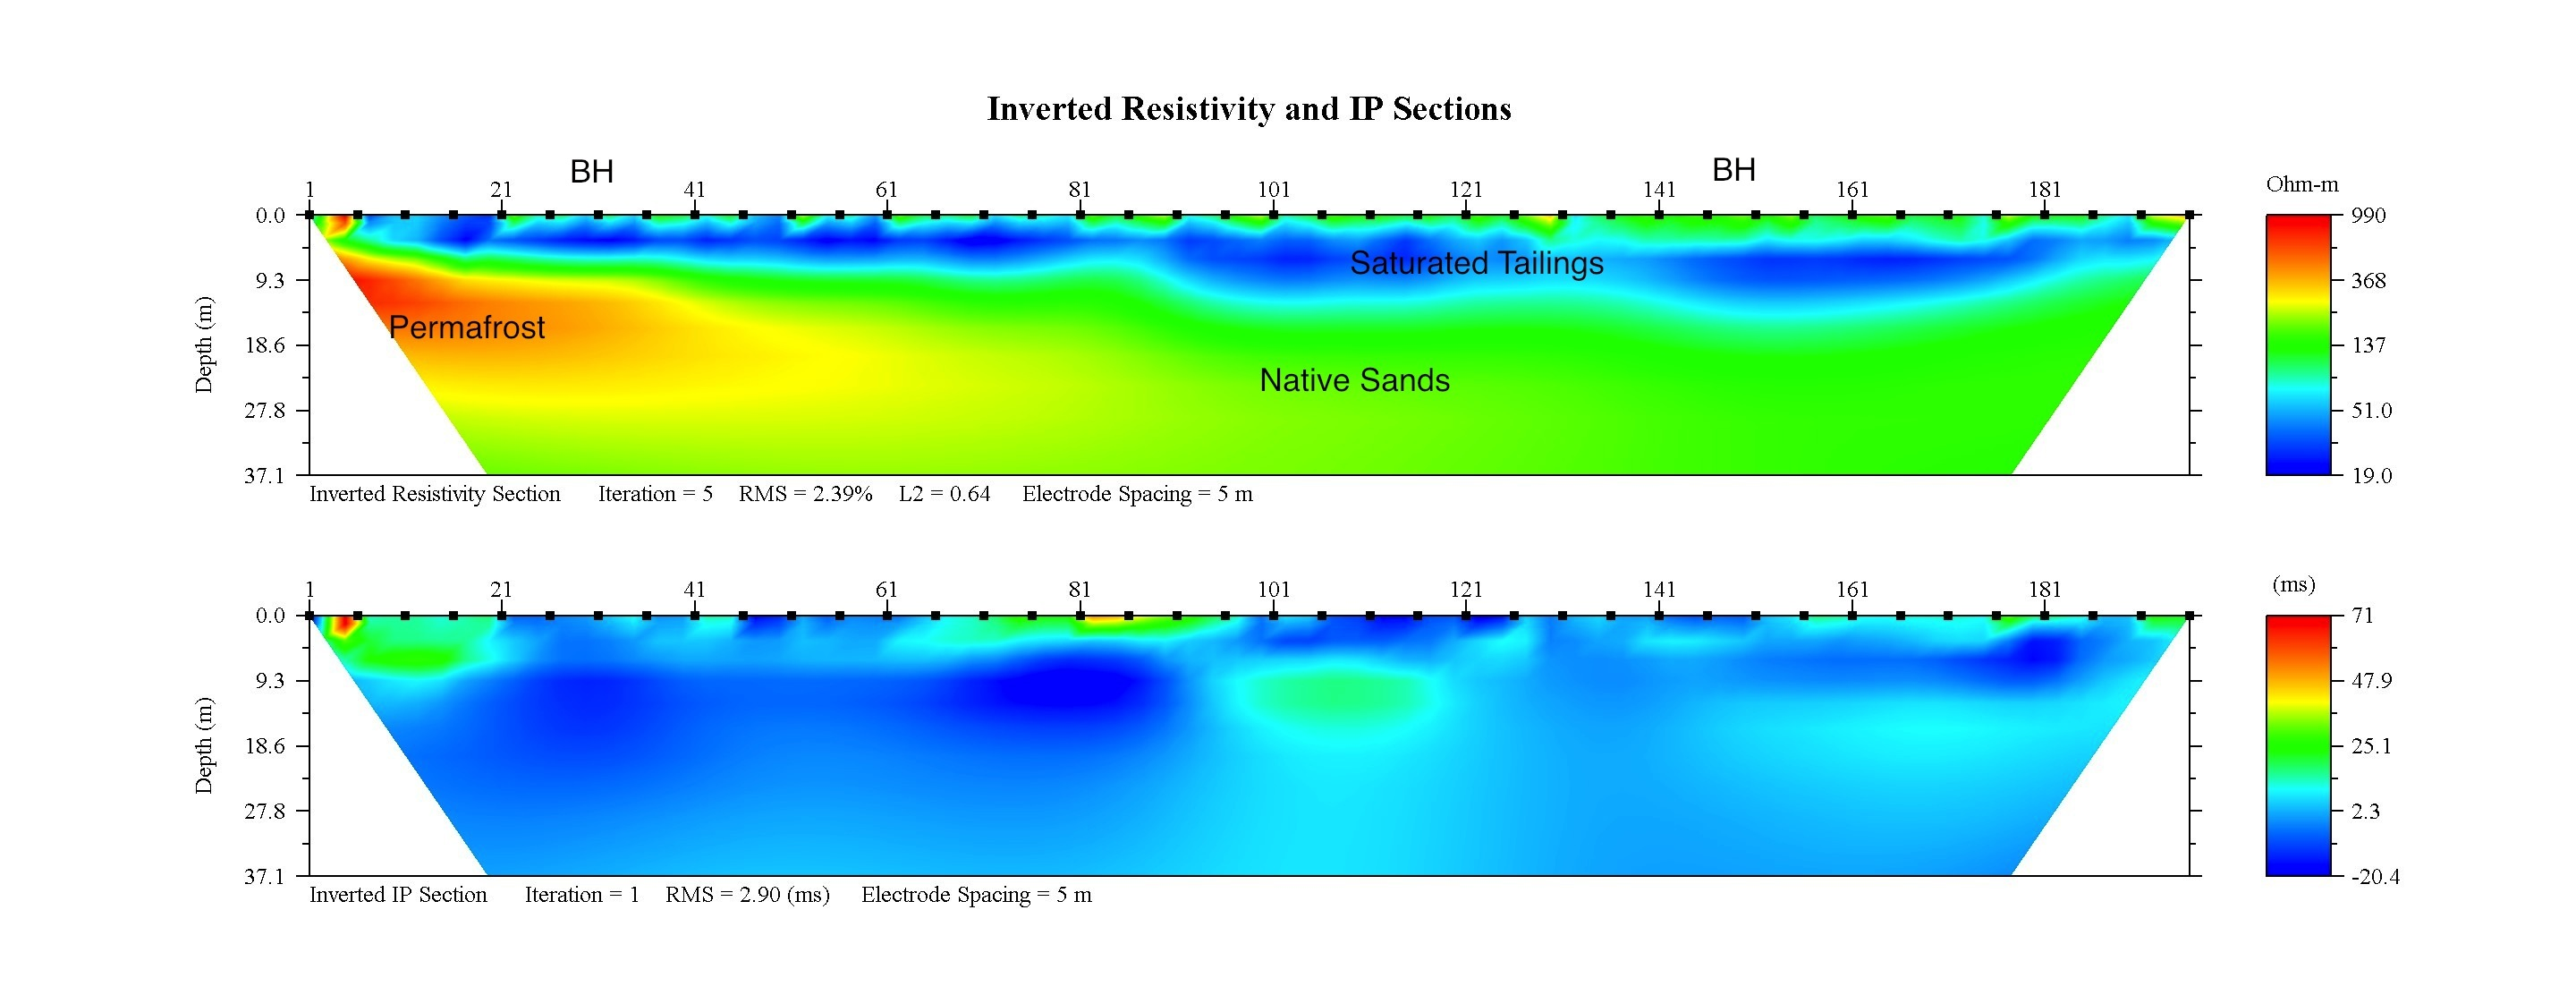 Inverted Resistivity and IP Sections
BH BH
1 21 41 61 81 101 121 141 161 181 Ohm-m
0.0 990
Saturated Tailings
9.3 368
Permafrost
18.6 137
Native Sands
27.8 51.0
37.1 19.0
Depth (m)
Inverted Resistivity Section Iteration = 5 RMS = 2.39% L2 = 0.64 Electrode Spacing = 5 m
1 21 41 61 81 101 121 141 161 181 (ms)
0.0 71
9.3 47.9
18.6 25.1
27.8 2.3
37.1 -20.4
Depth (m)
Inverted IP Section Iteration = 1 RMS = 2.90 (ms) Electrode Spacing = 5 m